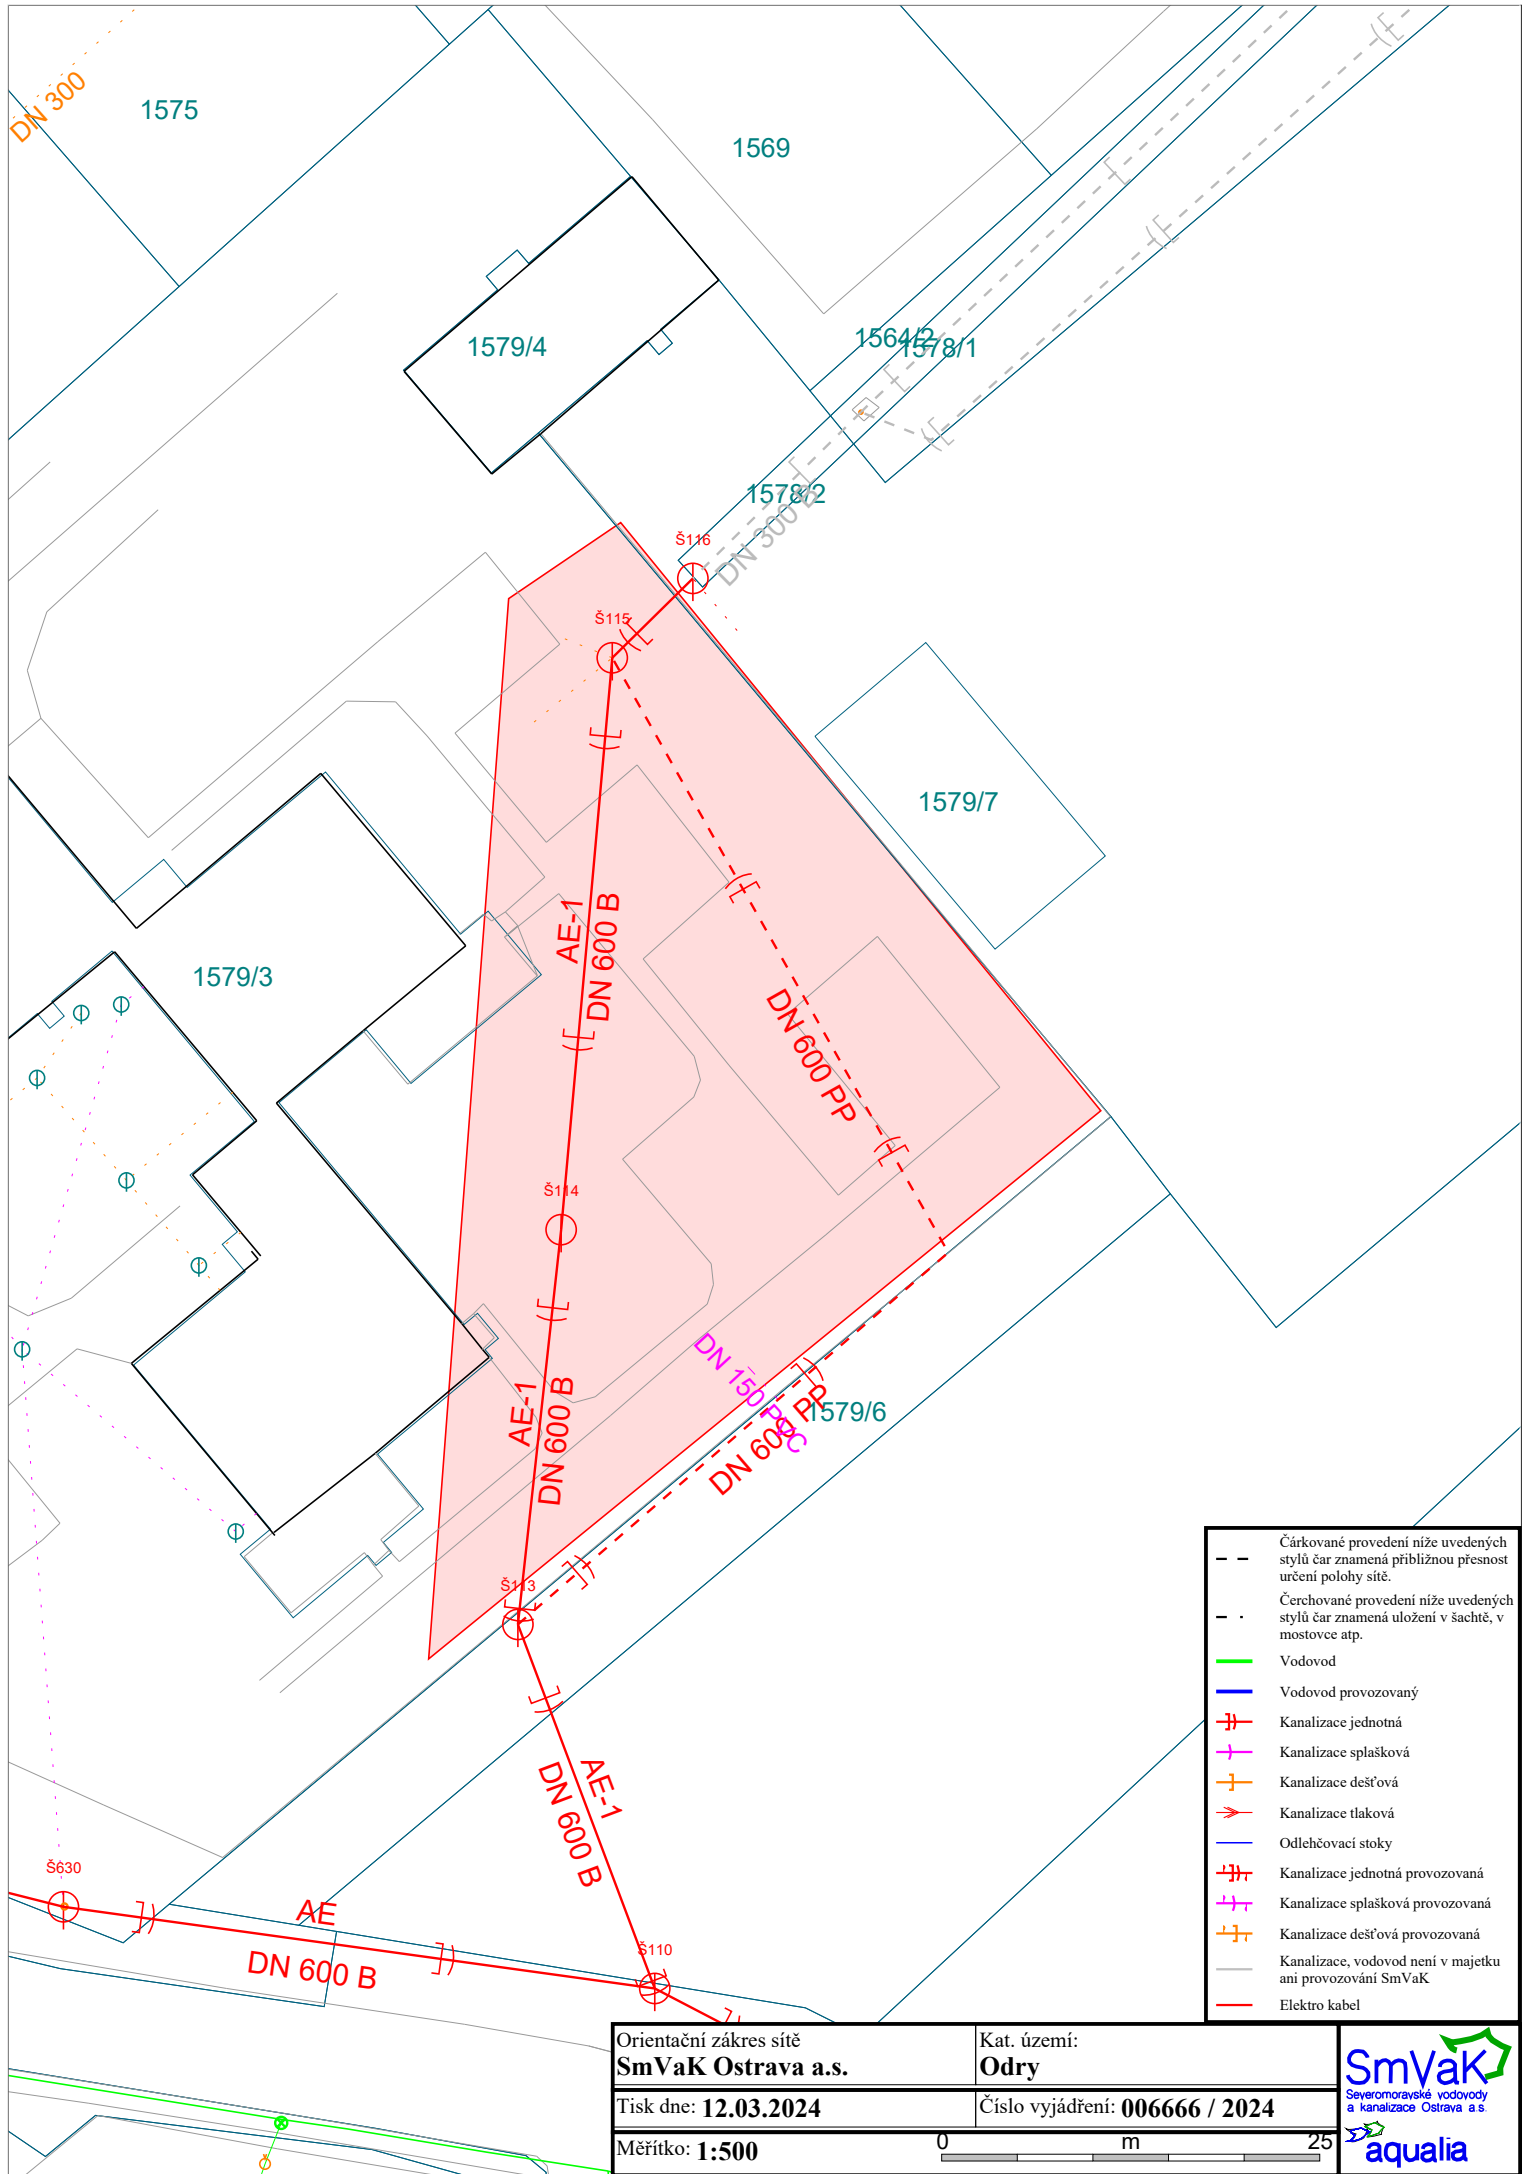 DN 300
1575
1569
1579/4
1564/2
1578/1
1578/2
DN 300 B
Š116
Š115
1579/7
AE-1
DN 600 B
1579/3
DN 600 PP
Š114
AE-1
DN 600 B
DN 150 PVC
DN 600 PP
1579/6
Š113
AE-1
DN 600 B
Š630
AE
DN 600 B
Š110
Čárkované provedení níže uvedených
stylů čar znamená přibližnou přesnost
určení polohy sítě.
Čerchované provedení níže uvedených
stylů čar znamená uložení v šachtě, v
mostovce atp.
Vodovod
Vodovod provozovaný
Kanalizace jednotná
Kanalizace splašková
Kanalizace dešťová
Kanalizace tlaková
Odlehčovací stoky
Kanalizace jednotná provozovaná
Kanalizace splašková provozovaná
Kanalizace dešťová provozovaná
Kanalizace, vodovod není v majetku
ani provozování SmVaK
Elektro kabel
Orientační zákres sítě
SmVaK Ostrava a.s.
Kat. území:
Odry
Tisk dne: 12.03.2024
Číslo vyjádření: 006666 / 2024
Měřítko: 1:500
0 m 25
SmVaK
Severomoravské vodovody
a kanalizace Ostrava a.s.
aqualia